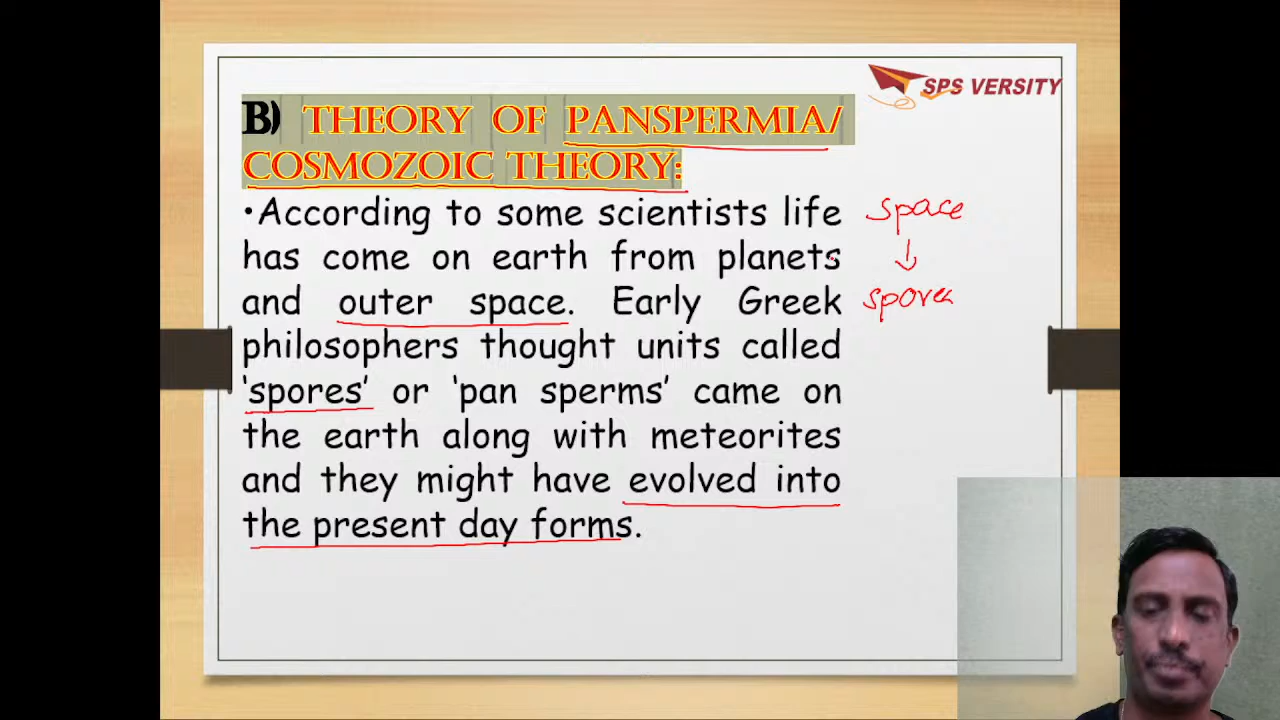 SPS VERSITY
B) THEORY OF PANSPERMIA/
COSMOZOIC THEORY:
•According to some scientists life
has come on earth from planets
and outer space. Early Greek
philosophers thought units called
‘spores’ or ‘pan sperms’ came on
the earth along with meteorites
and they might have evolved into
the present day forms.
space
↓
spores